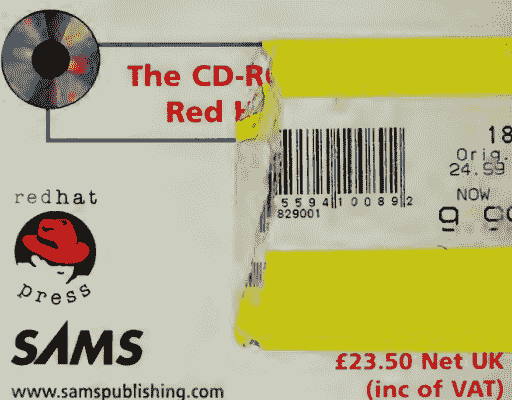 The CD-R
Red
18
Orig.
24.99
5594100892
NOW
829001
redhat
press
SAMS
£23.50 Net UK
www.samspublishing.com
(inc of VAT)